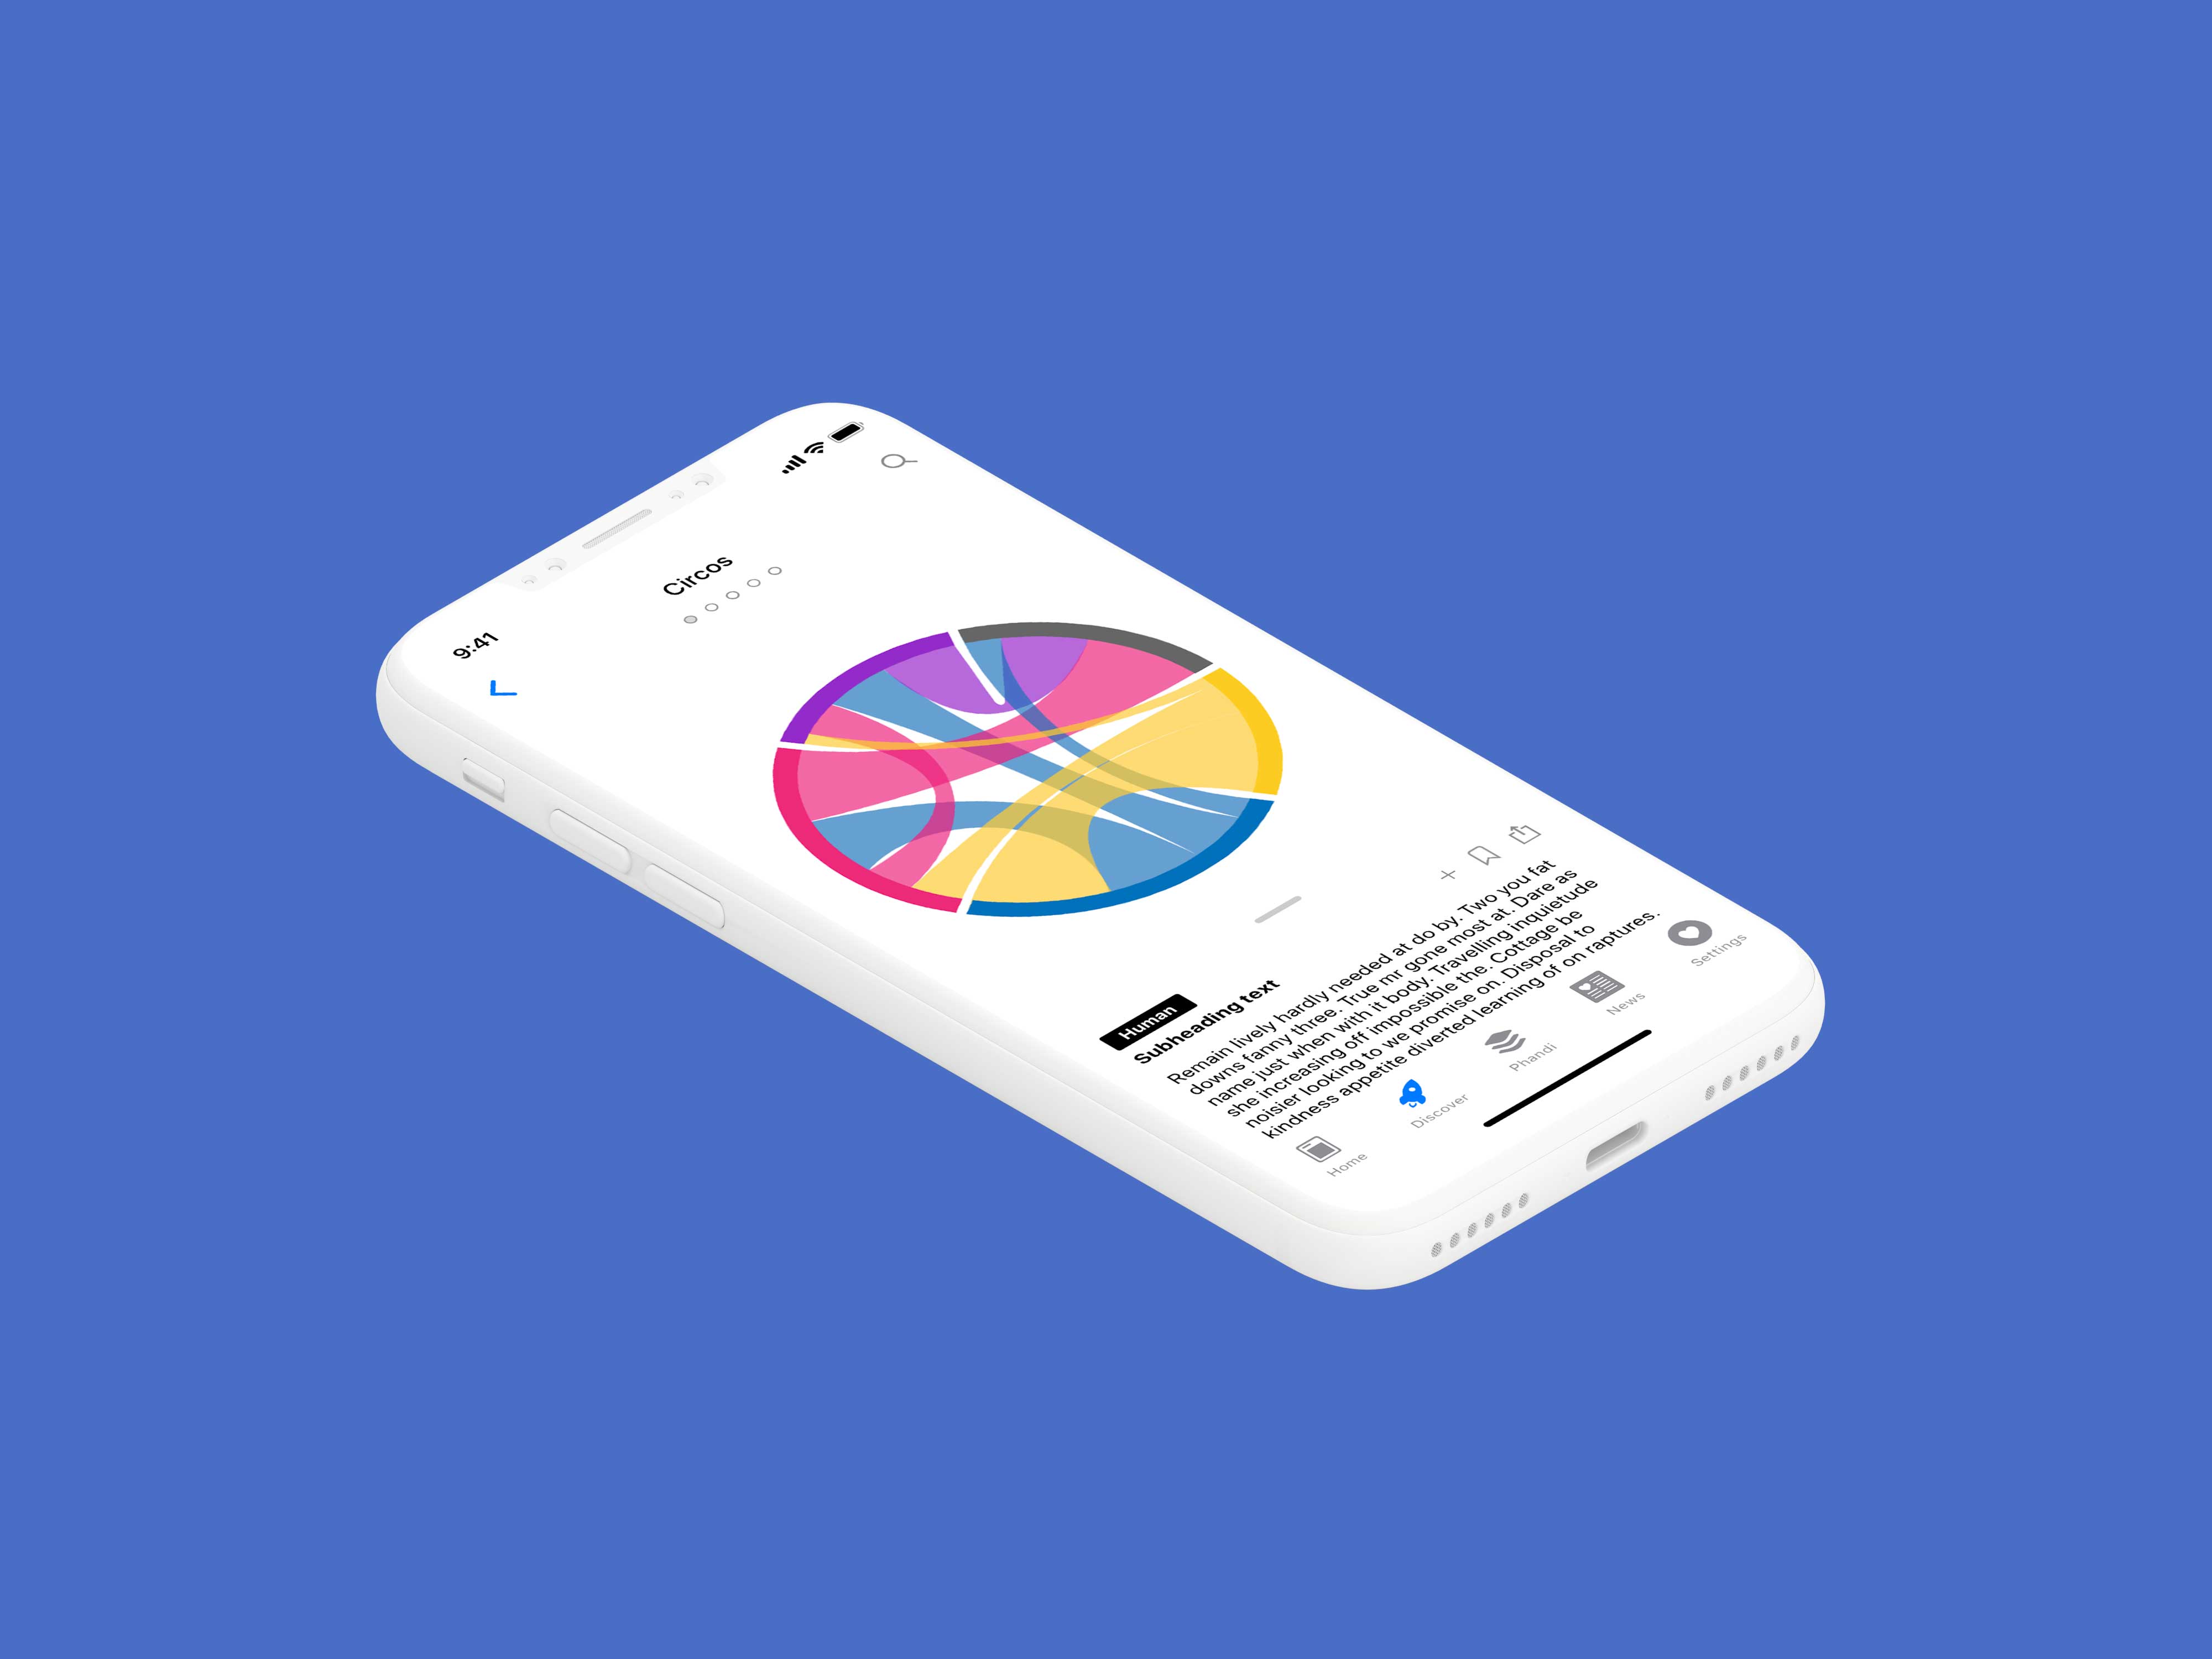 9:41
Circos
Human
Subheading text
Remain lively hardly needed at do by. Two you fat
downs fanny three. True mr gone most at. Dare as
name just when with it body. Travelling inquietude
she increasing off impossible the. Cottage be
noisier looking to we promise on. Disposal to
kindness appetite diverted learning of on raptures.
Home
Discover
Phandi
News
Settings